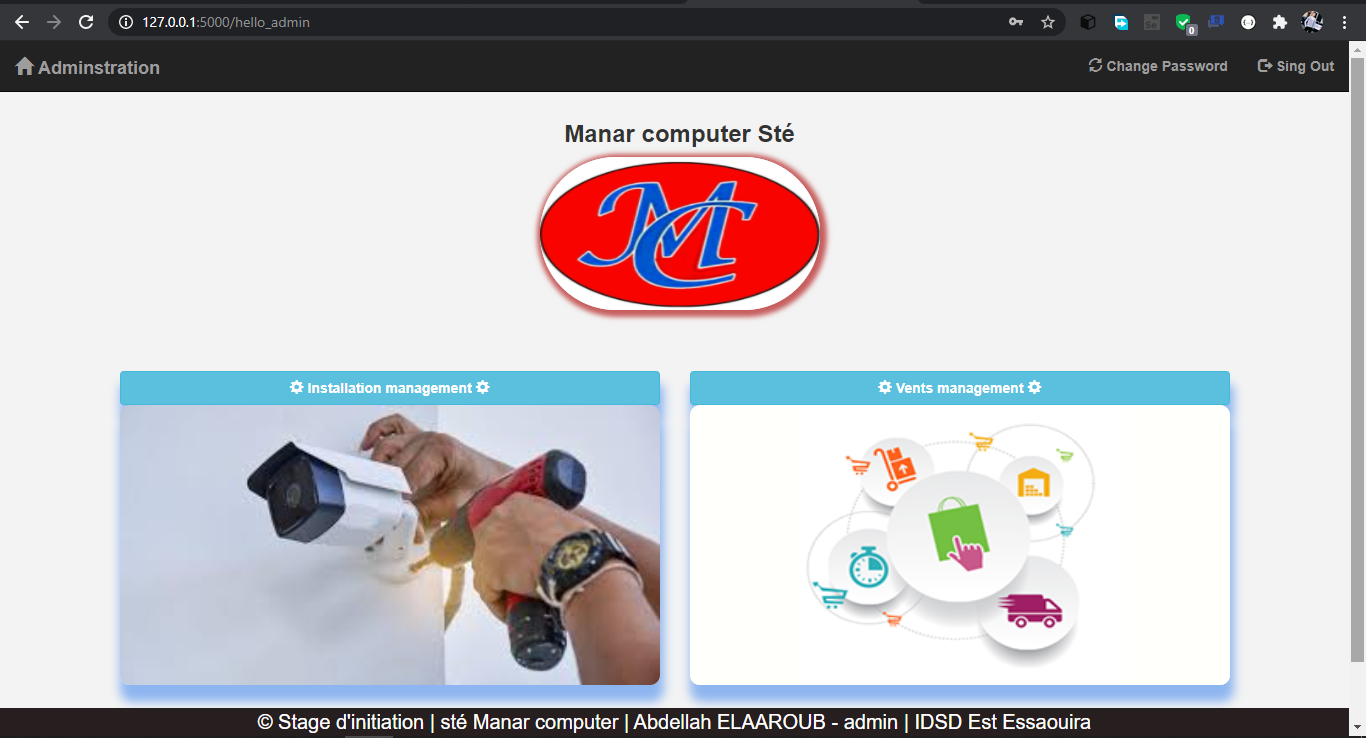 127.0.0.1:5000/hello_admin
0
Adminstration
Change Password
Sing Out
Manar computer Sté
MC
Installation management
Vents management
© Stage d'initiation | sté Manar computer | Abdellah ELAAROUB - admin | IDSD Est Essaouira